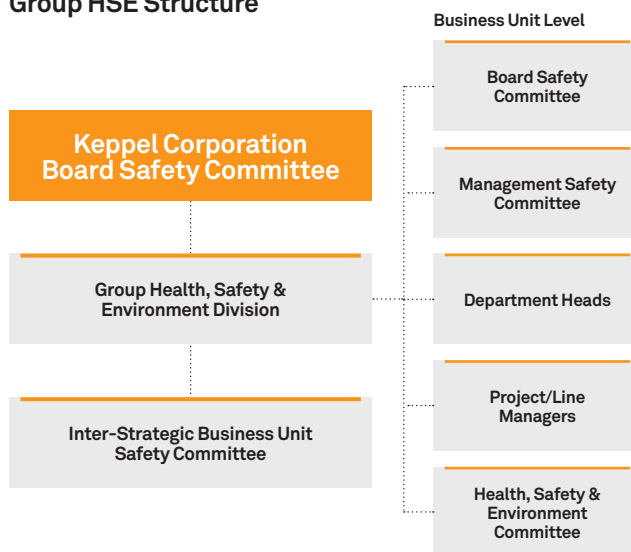 Group HSE Structure
Keppel Corporation
Board Safety Committee
Group Health, Safety &
Environment Division
Inter-Strategic Business Unit
Safety Committee
Business Unit Level
Board Safety
Committee
Management Safety
Committee
Department Heads
Project/Line
Managers
Health, Safety &
Environment
Committee